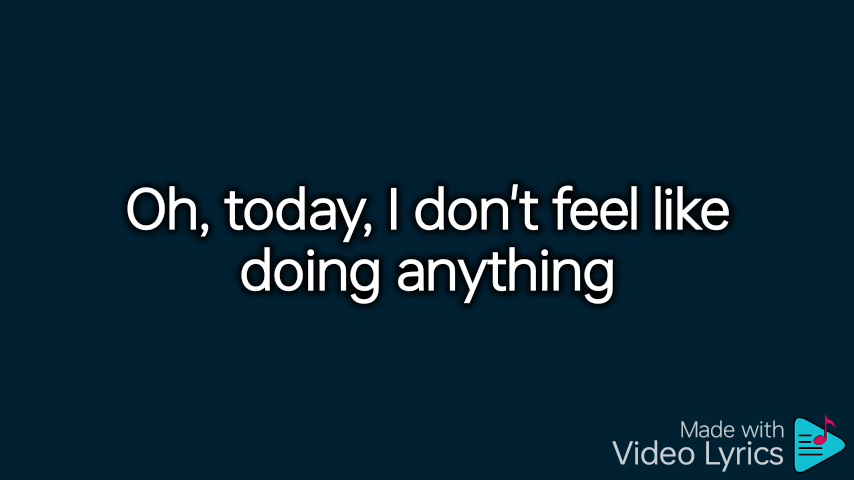 Oh, today, I don't feel like
doing anything
Made with
Video Lyrics